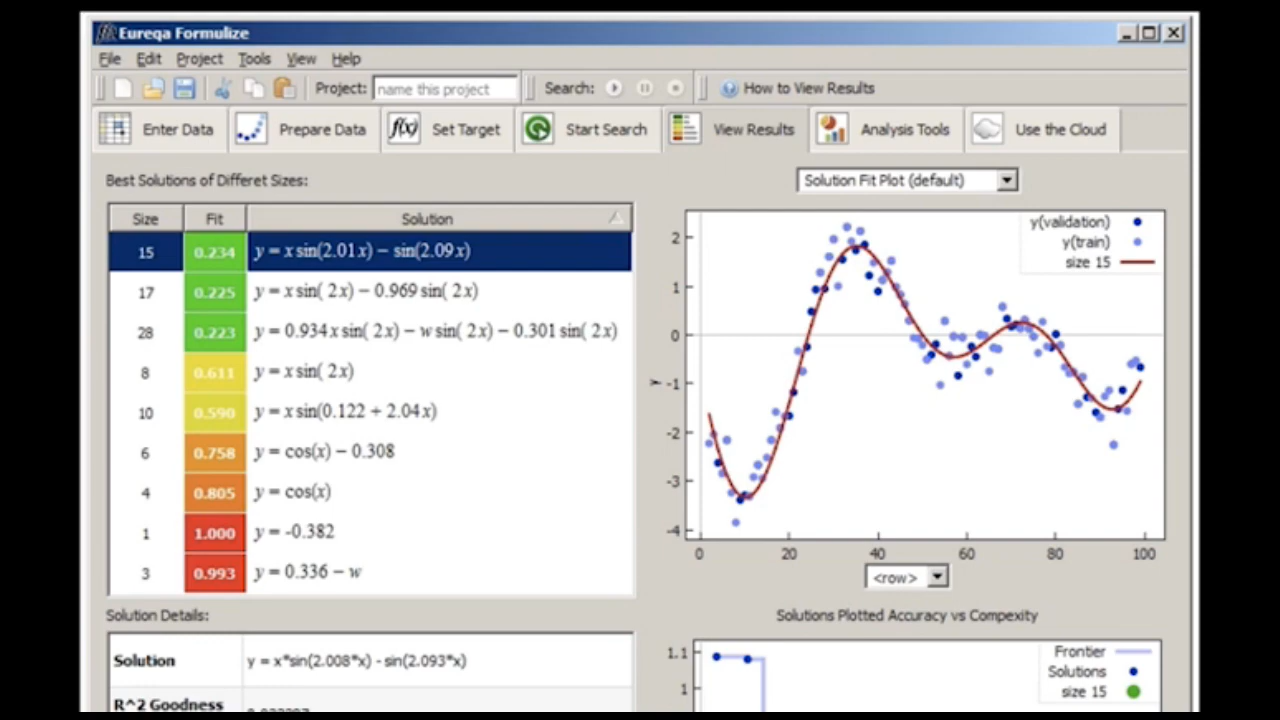 Eureqa Formulize
File Edit Project Tools View Help
Project: name this project Search: How to View Results
Enter Data Prepare Data f(x) Set Target Start Search View Results Analysis Tools Use the Cloud
Best Solutions of Differet Sizes:
Solution Fit Plot (default)
Size Fit Solution
15 0.234 y = x sin(2.01 x) − sin(2.09 x)
17 0.225 y = x sin( 2x) − 0.969 sin( 2x)
28 0.223 y = 0.934 x sin( 2x) − w sin( 2x) − 0.301 sin( 2x)
8 0.611 y = x sin( 2x)
10 0.590 y = x sin(0.122 + 2.04 x)
6 0.758 y = cos(x) − 0.308
4 0.805 y = cos(x)
1 1.000 y = -0.382
3 0.993 y = 0.336 − w
y(validation)
y(train)
size 15
2
1
0
-1
-2
-3
-4
y
0 20 40 60 80 100
<row>
Solution Details:
Solution y = x*sin(2.008*x) - sin(2.093*x)
R^2 Goodness
Solutions Plotted Accuracy vs Compexity
1.1
1
Frontier
Solutions
size 15